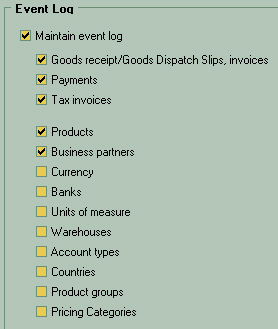 Event Log
Maintain event log
Goods receipt/Goods Dispatch Slips, invoices
Payments
Tax invoices
Products
Business partners
Currency
Banks
Units of measure
Warehouses
Account types
Countries
Product groups
Pricing Categories